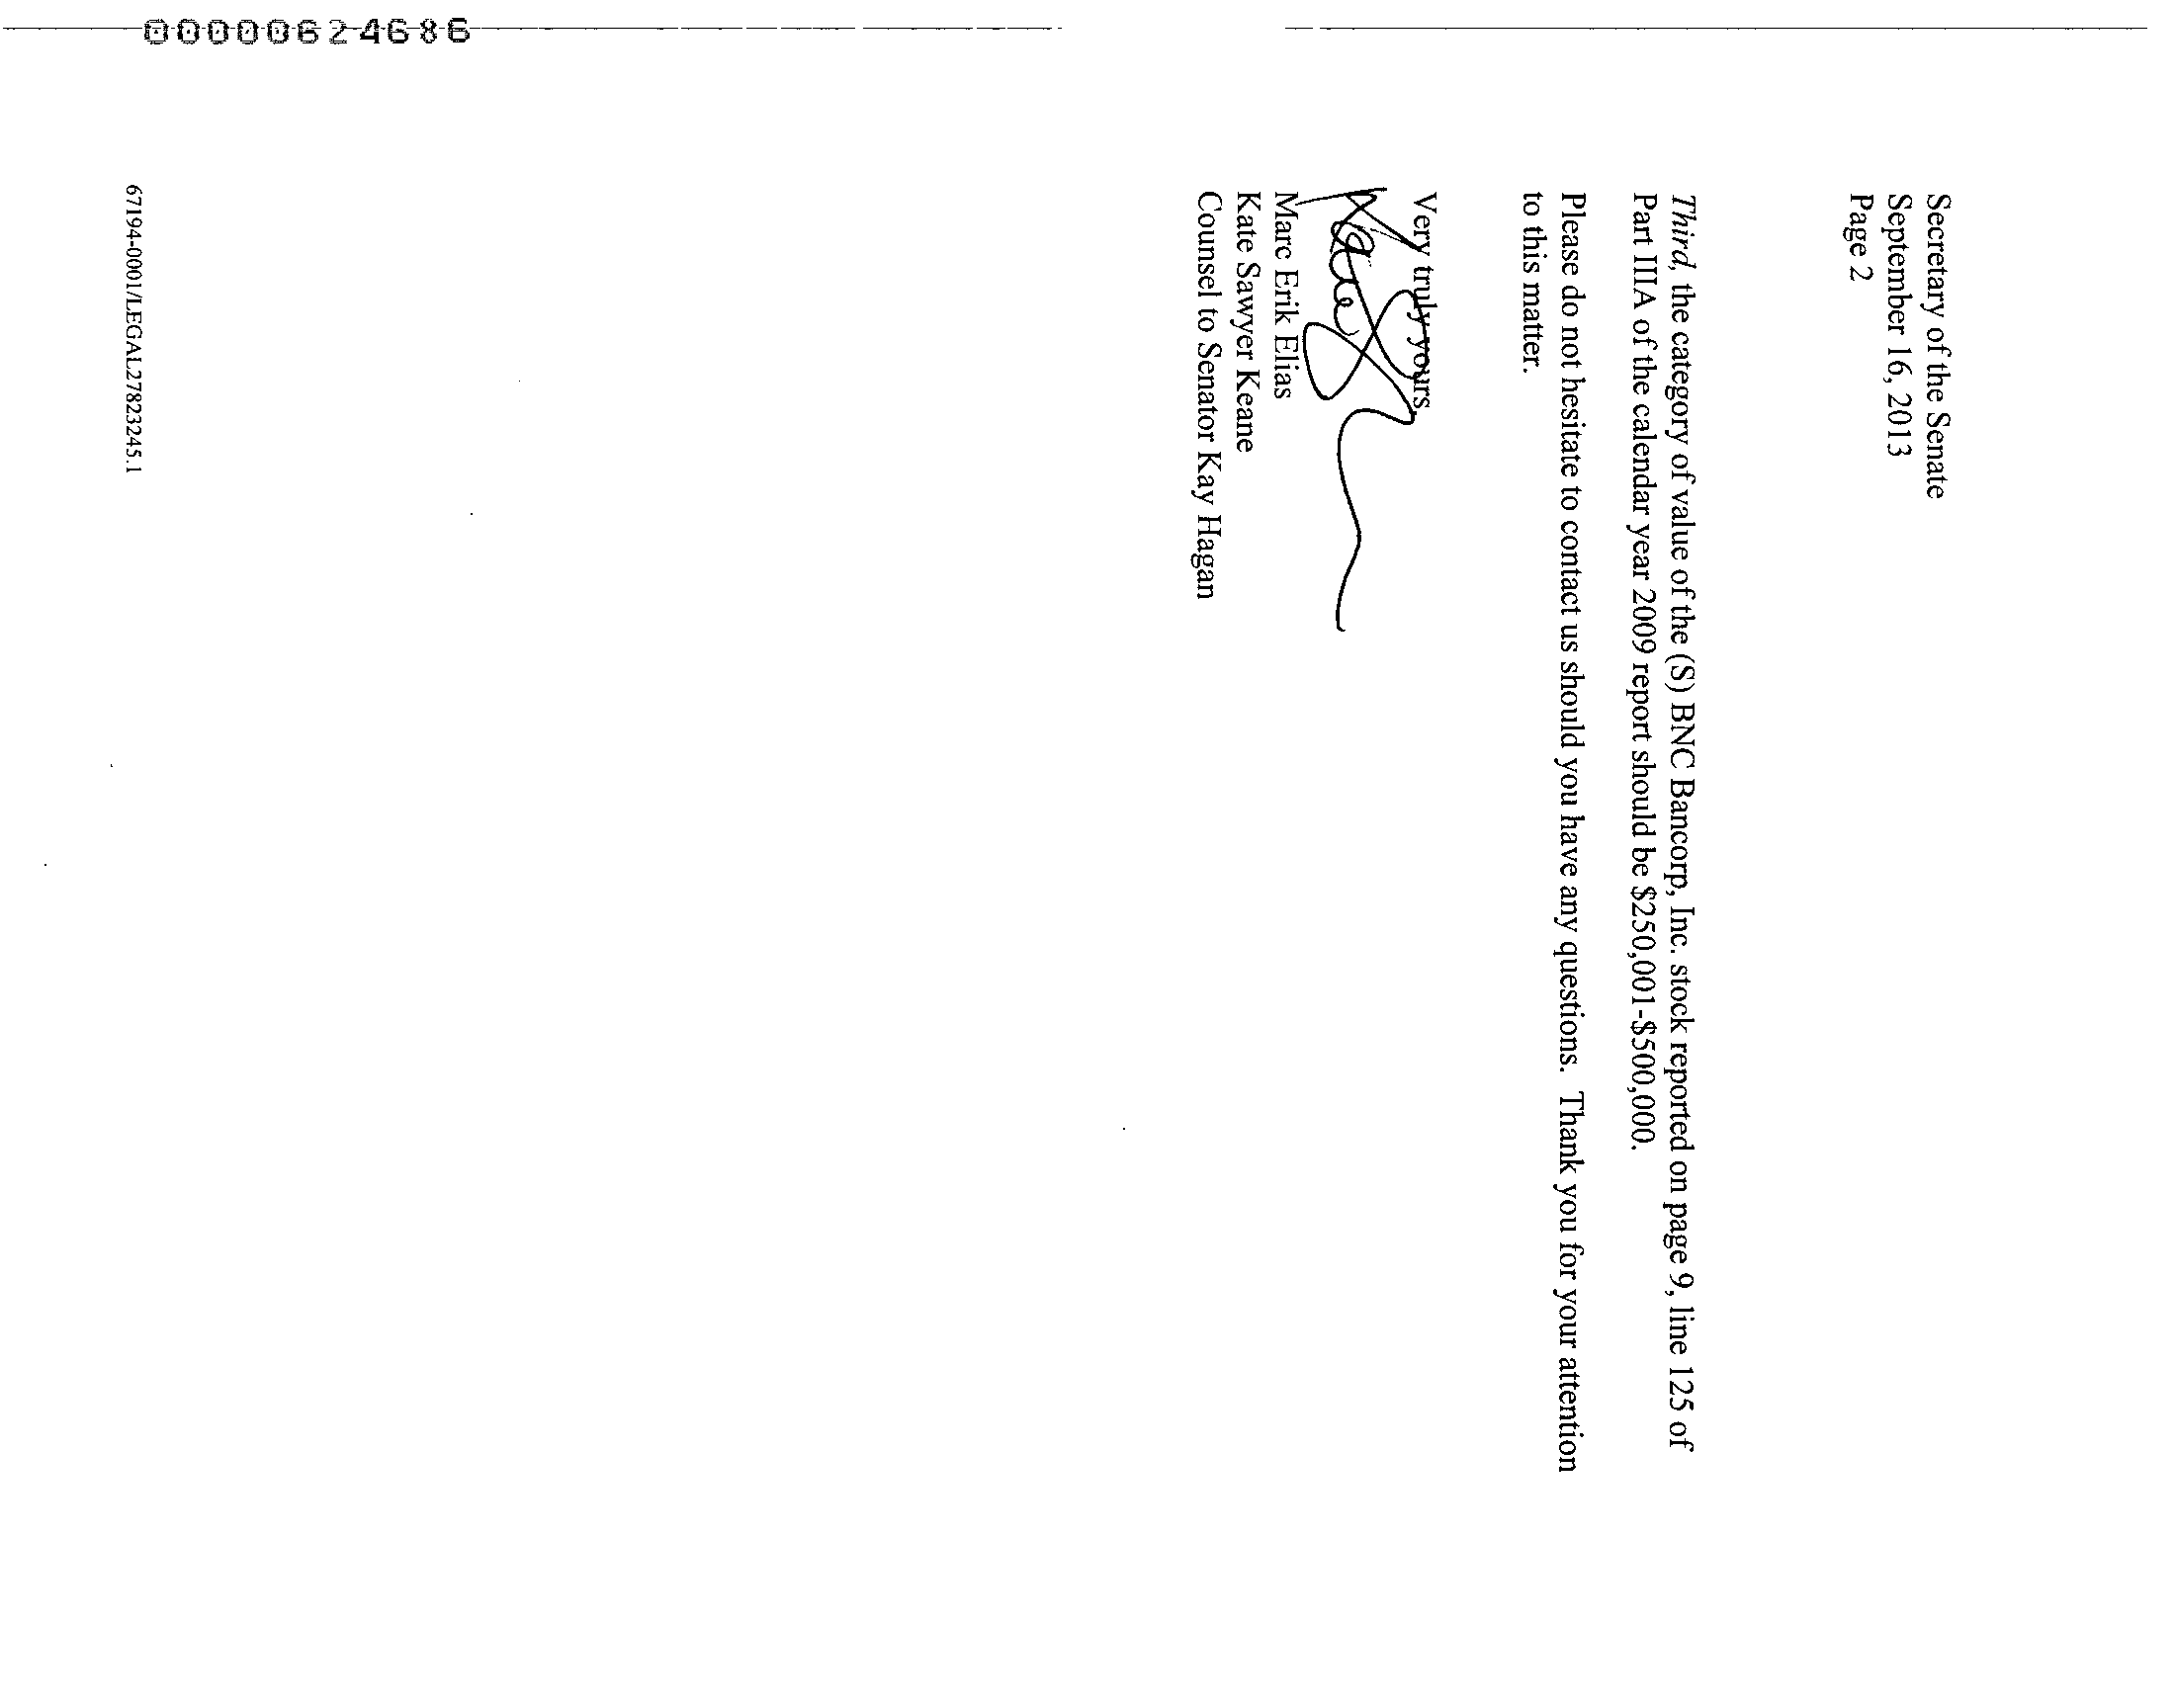 Secretary of the Senate
September 16, 2013
Page 2
Third, the category of value of the (S) BNC Bancorp, Inc. stock reported on page 9, line 125 of
Part IIIA of the calendar year 2009 report should be $250,001-$500,000.
Please do not hesitate to contact us should you have any questions. Thank you for your attention
to this matter.
Very truly yours,
Marc Erik Elias
Kate Sawyer Keane
Counsel to Senator Kay Hagan
67194-0001/LEGAL27823245.1
00000624686